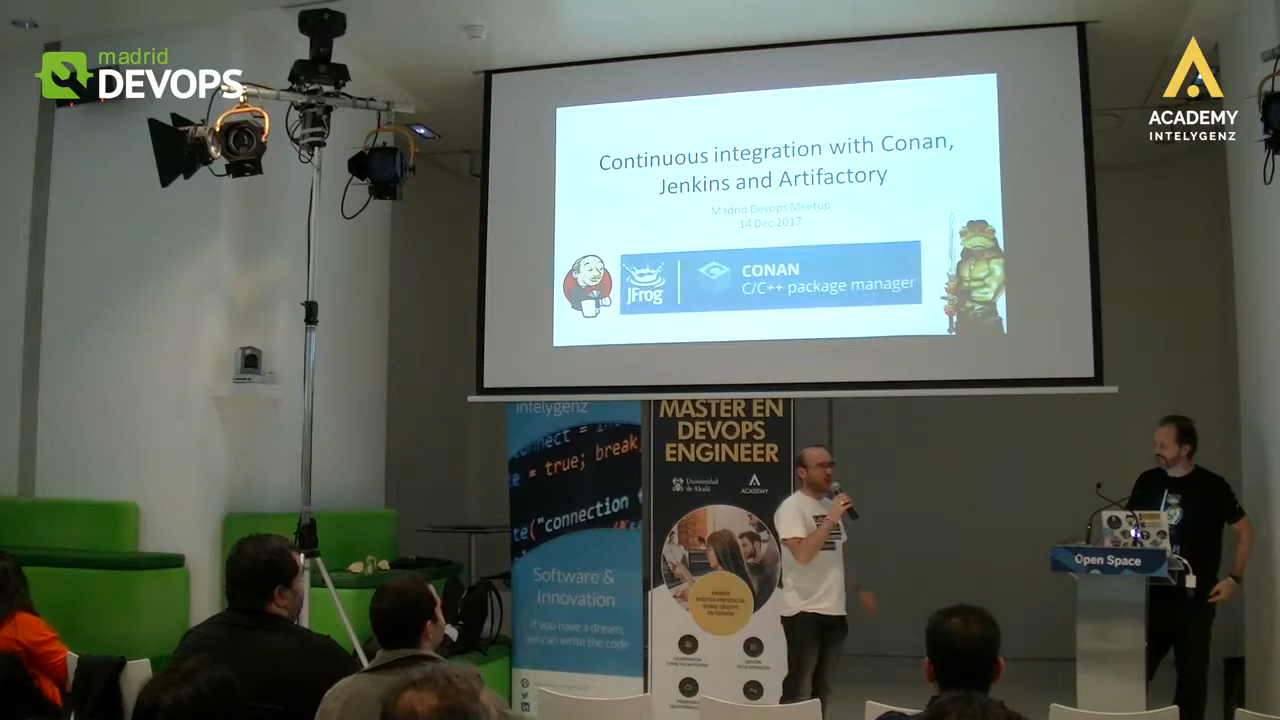 madrid
DEVOPS
ACADEMY
INTELYGENZ
Continuous integration with Conan,
Jenkins and Artifactory
Madrid Devops Meetup
14 Dec 2017
JFrog
CONAN
C/C++ package manager
intelygenz
= true; break
te("connection
Software &
Innovation
If you have a dream,
we can write the code
MASTER EN
DEVOPS
ENGINEER
Universidad
de Alcalá
ACADEMY
Open Space